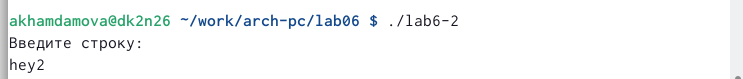 akhamdamova@dk2n26 ~/work/arch-pc/lab06 $ ./lab6-2
Введите строку:
hey2